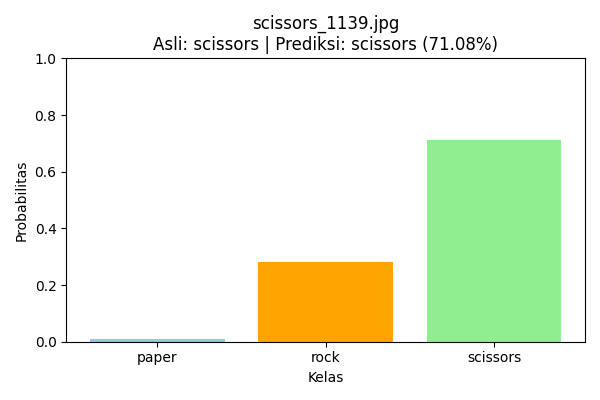 scissors_1139.jpg
Asli: scissors | Prediksi: scissors (71.08%)
1.0
0.8
0.6
0.4
0.2
0.0
Probabilitas
paper rock scissors
Kelas